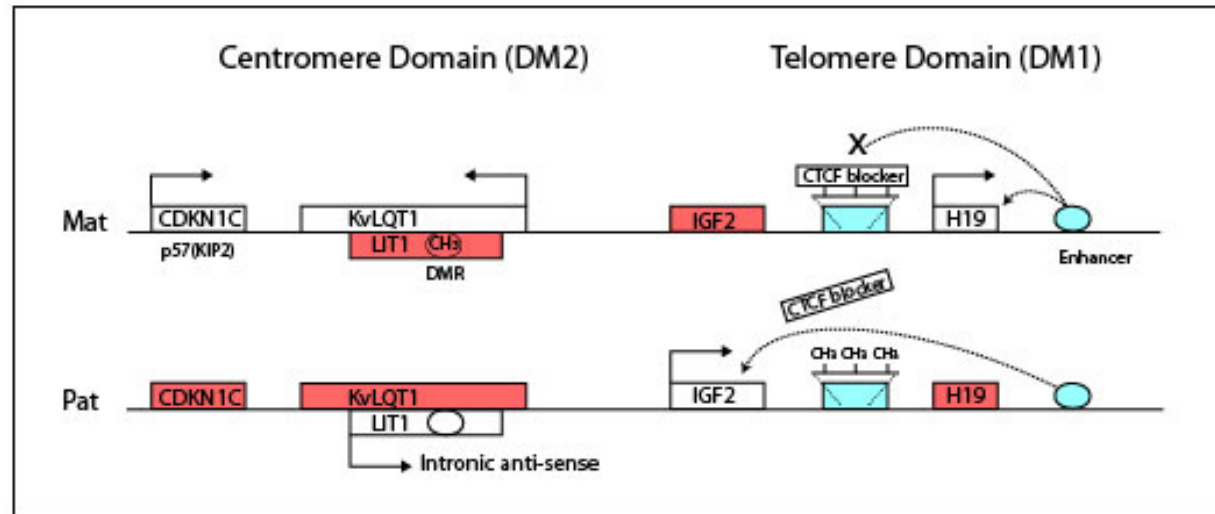 Centromere Domain (DM2)
Telomere Domain (DM1)
X
CTCF blocker
Mat
CDKN1C
KvLQT1
IGF2
H19
p57(KIP2)
LIT1
CH₃
DMR
Enhancer
CTCF blocker
CH₃ CH₃ CH₃
Pat
CDKN1C
KvLQT1
IGF2
H19
LIT1
Intronic anti-sense